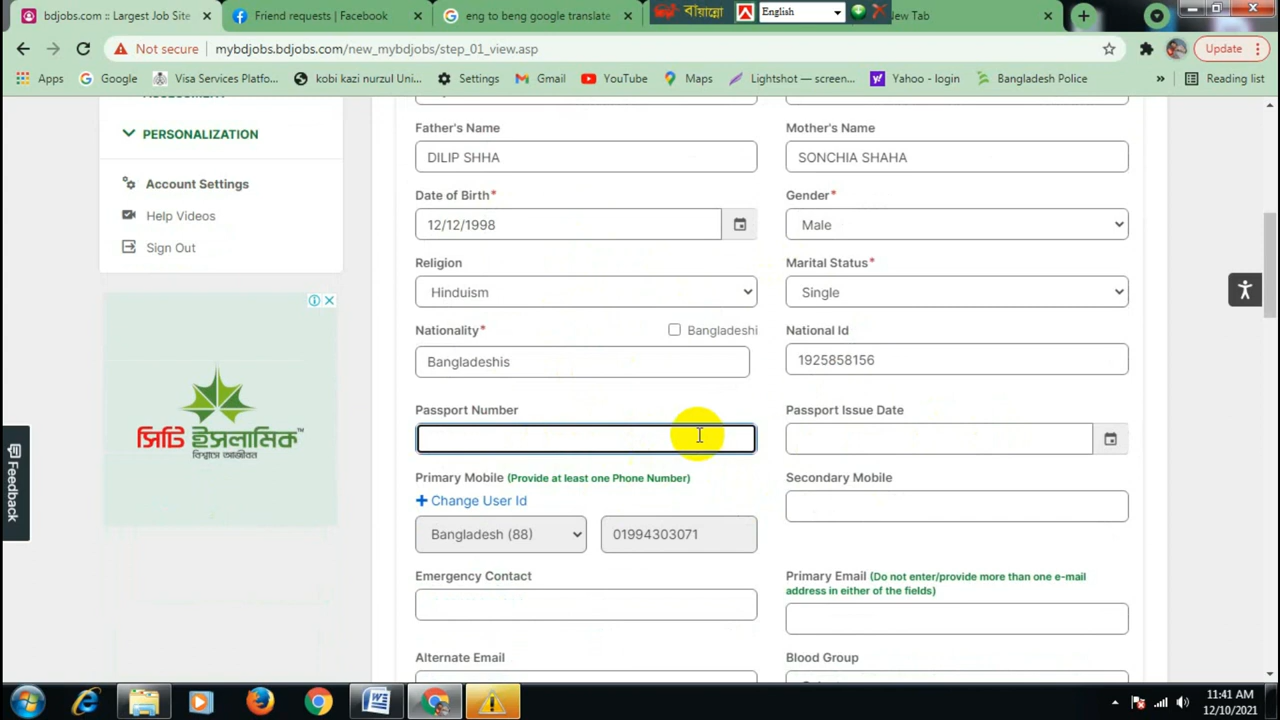 bdjobs.com :: Largest Job Site
Friend requests | Facebook
eng to beng google translate
বায়ান্নো
English
New Tab
Not secure
mybdjobs.bdjobs.com/new_mybdjobs/step_01_view.asp
Update
Apps
Google
Visa Services Platfo...
kobi kazi nurzul Uni...
Settings
Gmail
YouTube
Maps
Lightshot — screen...
Yahoo - login
Bangladesh Police
Reading list
PERSONALIZATION
Account Settings
Help Videos
Sign Out
সিটি ইসলামিক
Feedback
Father's Name
Mother's Name
DILIP SHHA
SONCHIA SHAHA
Date of Birth*
Gender*
12/12/1998
Male
Religion
Marital Status*
Hinduism
Single
Nationality*
Bangladeshi
National Id
Bangladeshis
1925858156
Passport Number
Passport Issue Date
Primary Mobile (Provide at least one Phone Number)
Secondary Mobile
Change User Id
Bangladesh (88)
01994303071
Emergency Contact
Primary Email (Do not enter/provide more than one e-mail
address in either of the fields)
Alternate Email
Blood Group
11:41 AM
12/10/2021